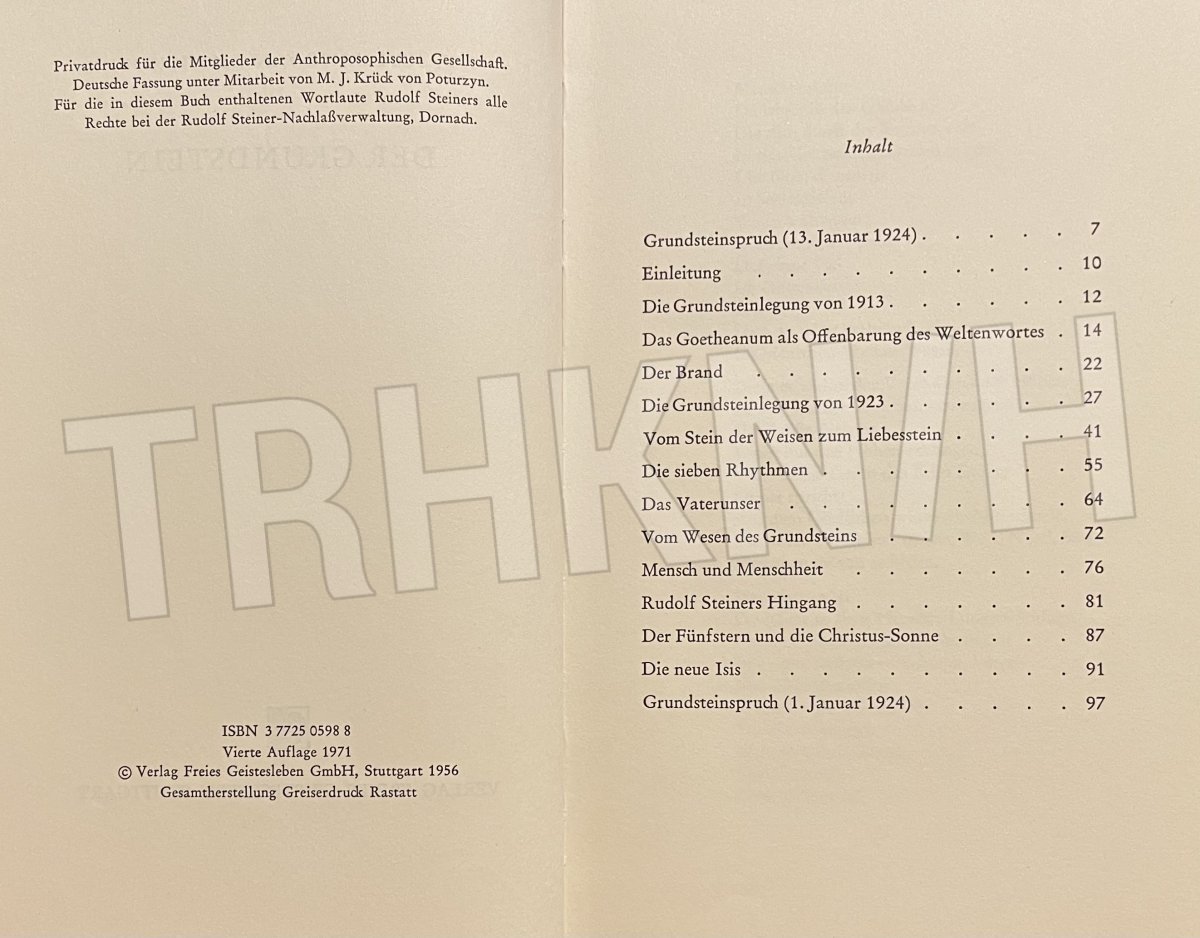 Privatdruck für die Mitglieder der Anthroposophischen Gesellschaft.
Deutsche Fassung unter Mitarbeit von M. J. Krück von Poturzyn.
Für die in diesem Buch enthaltenen Wortlaute Rudolf Steiners alle
Rechte bei der Rudolf Steiner-Nachlaßverwaltung, Dornach.
DER GRUNDSTEIN
ISBN 3 7725 0598 8
Vierte Auflage 1971
© Verlag Freies Geistesleben GmbH, Stuttgart 1956
Gesamtherstellung Greiserdruck Rastatt
Inhalt
Grundsteinspruch (13. Januar 1924) . . . . . 7
Einleitung . . . . . . . . . . 10
Die Grundsteinlegung von 1913 . . . . . . 12
Das Goetheanum als Offenbarung des Weltenwortes . 14
Der Brand . . . . . . . . . . 22
Die Grundsteinlegung von 1923 . . . . . . 27
Vom Stein der Weisen zum Liebesstein . . . . 41
Die sieben Rhythmen . . . . . . . . 55
Das Vaterunser . . . . . . . . . 64
Vom Wesen des Grundsteins . . . . . . 72
Mensch und Menschheit . . . . . . . 76
Rudolf Steiners Hingang . . . . . . . 81
Der Fünfstern und die Christus-Sonne . . . . 87
Die neue Isis . . . . . . . . . . 91
Grundsteinspruch (1. Januar 1924) . . . . . 97
TRHKN/H